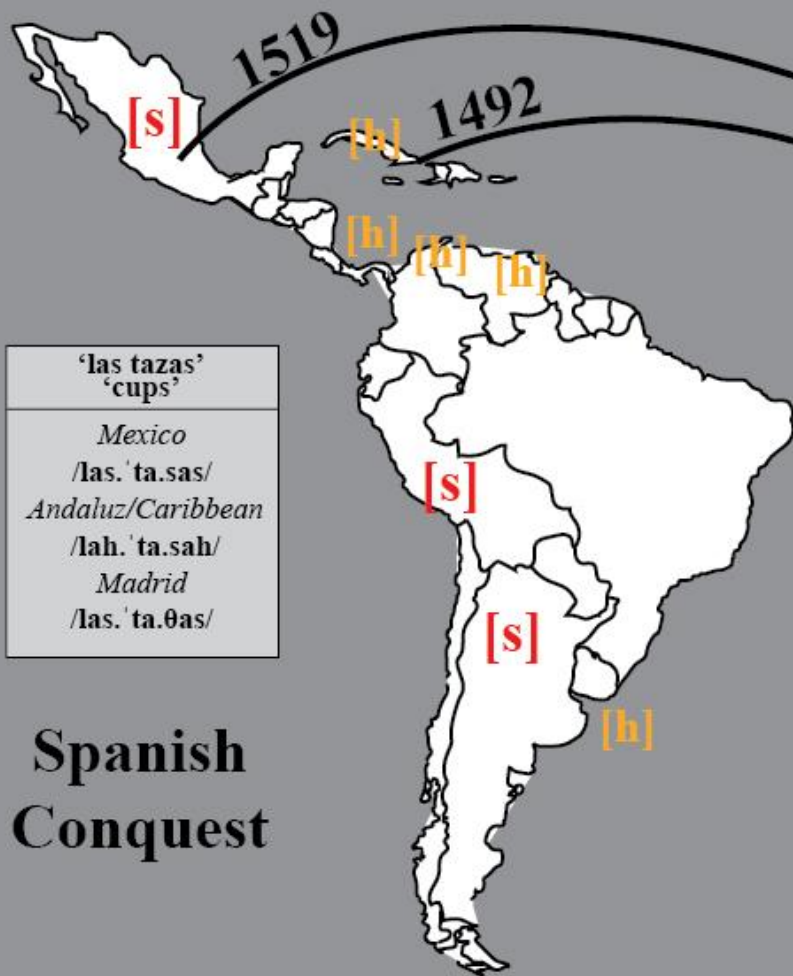 1519
1492
[s]
[h]
[h]
[h]
[h]
‘las tazas’
‘cups’
Mexico
/las.ˈta.sas/
Andaluz/Caribbean
/lah.ˈta.sah/
Madrid
/las.ˈta.θas/
[s]
[s]
[h]
Spanish
Conquest